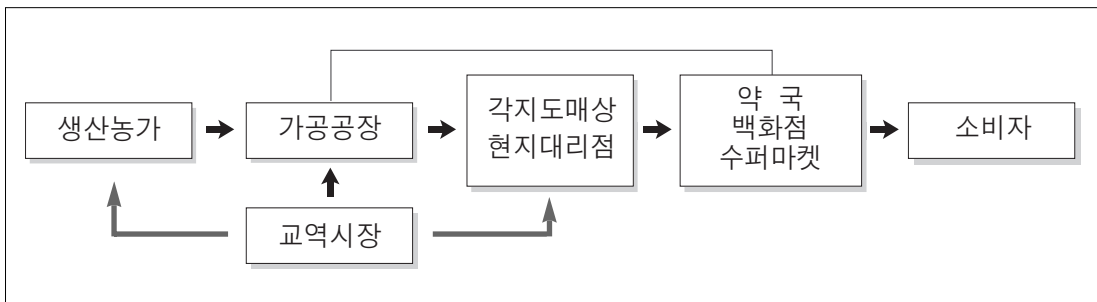 생산농가
가공공장
각지도매상
현지대리점
약 국
백화점
수퍼마켓
소비자
교역시장